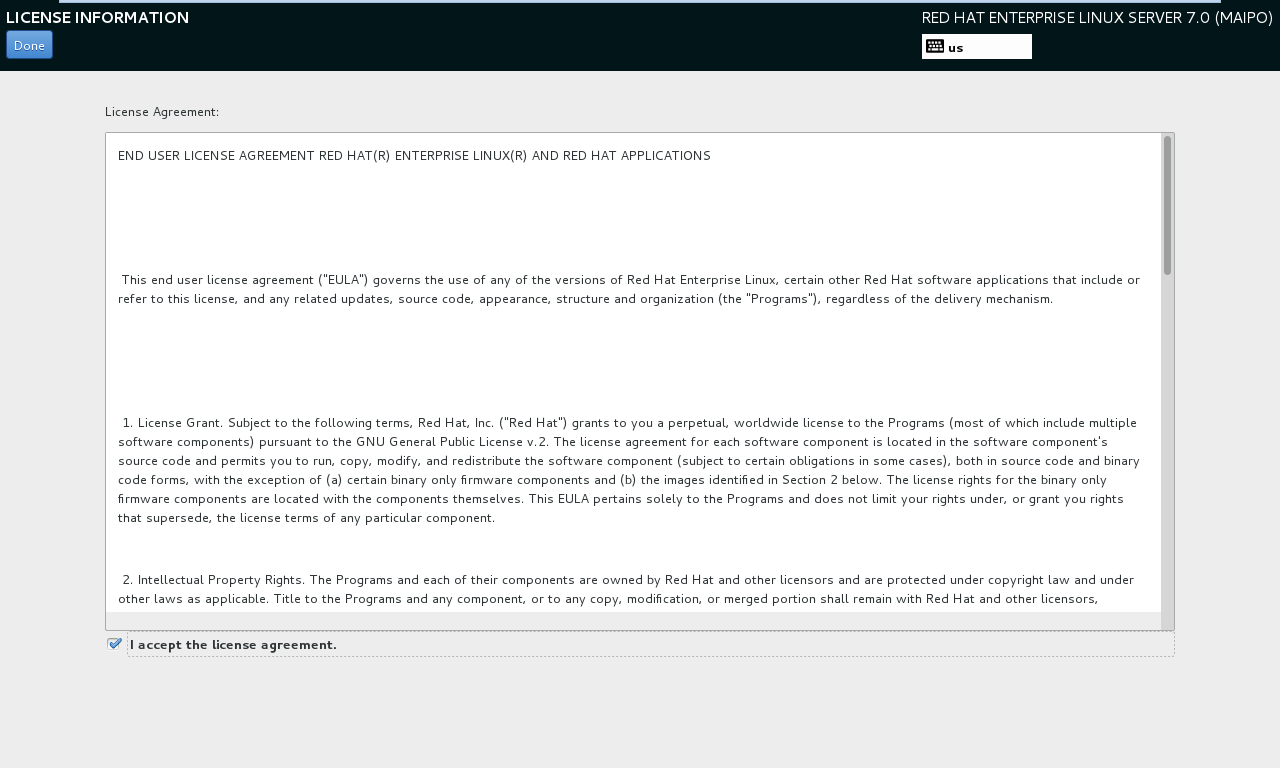 LICENSE INFORMATION
RED HAT ENTERPRISE LINUX SERVER 7.0 (MAIPO)
Done
us
License Agreement:
END USER LICENSE AGREEMENT RED HAT(R) ENTERPRISE LINUX(R) AND RED HAT APPLICATIONS
This end user license agreement ("EULA") governs the use of any of the versions of Red Hat Enterprise Linux, certain other Red Hat software applications that include or
refer to this license, and any related updates, source code, appearance, structure and organization (the "Programs"), regardless of the delivery mechanism.
1. License Grant. Subject to the following terms, Red Hat, Inc. ("Red Hat") grants to you a perpetual, worldwide license to the Programs (most of which include multiple
software components) pursuant to the GNU General Public License v.2. The license agreement for each software component is located in the software component's
source code and permits you to run, copy, modify, and redistribute the software component (subject to certain obligations in some cases), both in source code and binary
code forms, with the exception of (a) certain binary only firmware components and (b) the images identified in Section 2 below. The license rights for the binary only
firmware components are located with the components themselves. This EULA pertains solely to the Programs and does not limit your rights under, or grant you rights
that supersede, the license terms of any particular component.
2. Intellectual Property Rights. The Programs and each of their components are owned by Red Hat and other licensors and are protected under copyright law and under
other laws as applicable. Title to the Programs and any component, or to any copy, modification, or merged portion shall remain with Red Hat and other licensors,
I accept the license agreement.